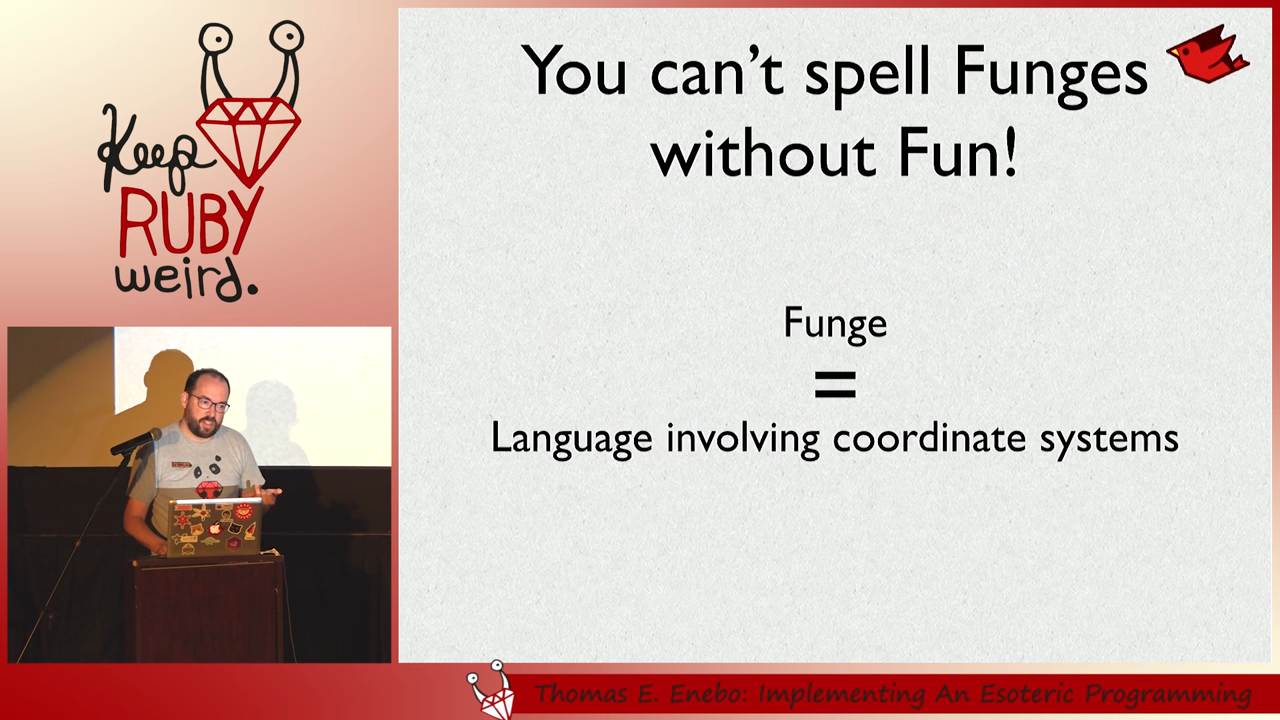 Keep
RUBY
weird.
You can't spell Funges
without Fun!
Funge
=
Language involving coordinate systems
Thomas E. Enebo: Implementing An Esoteric Programming